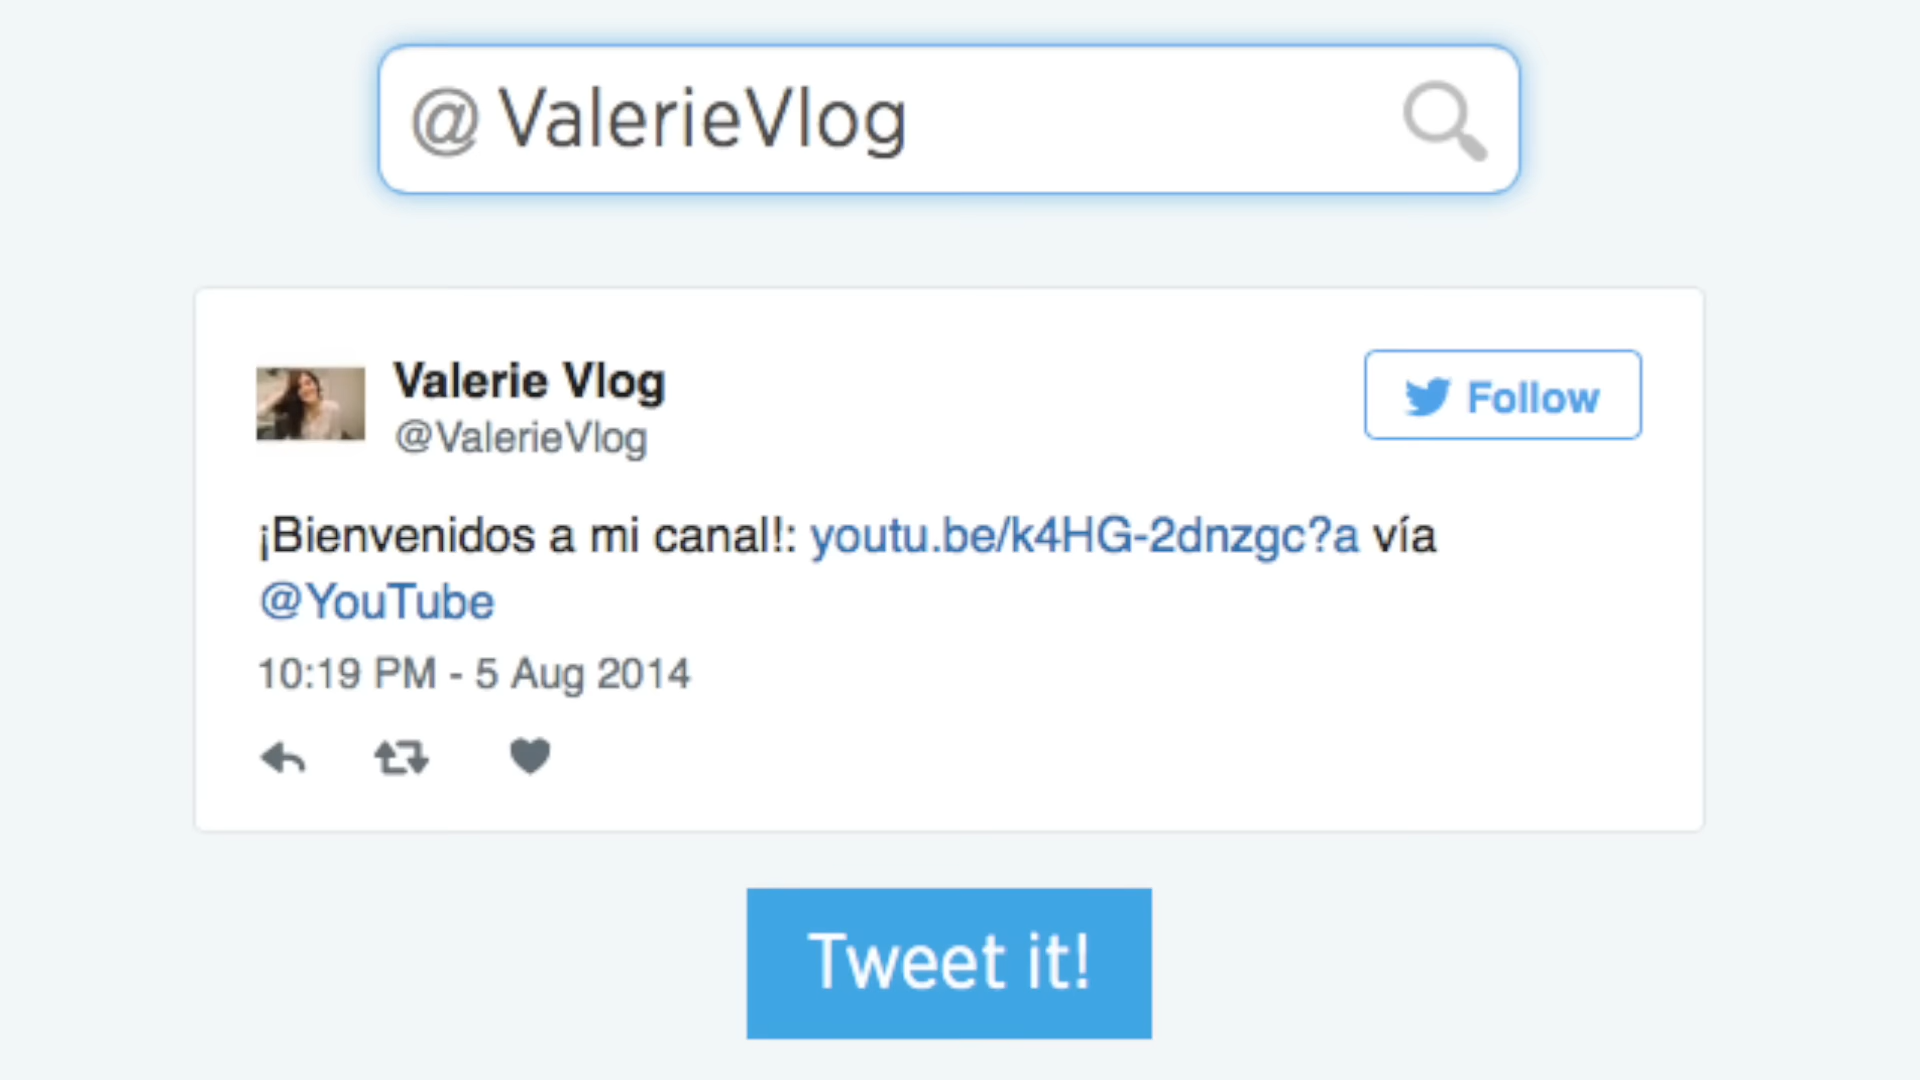 @ ValerieVlog
Valerie Vlog
@ValerieVlog
Follow
¡Bienvenidos a mi canal!: youtu.be/k4HG-2dnzgc?a vía
@YouTube
10:19 PM - 5 Aug 2014
Tweet it!